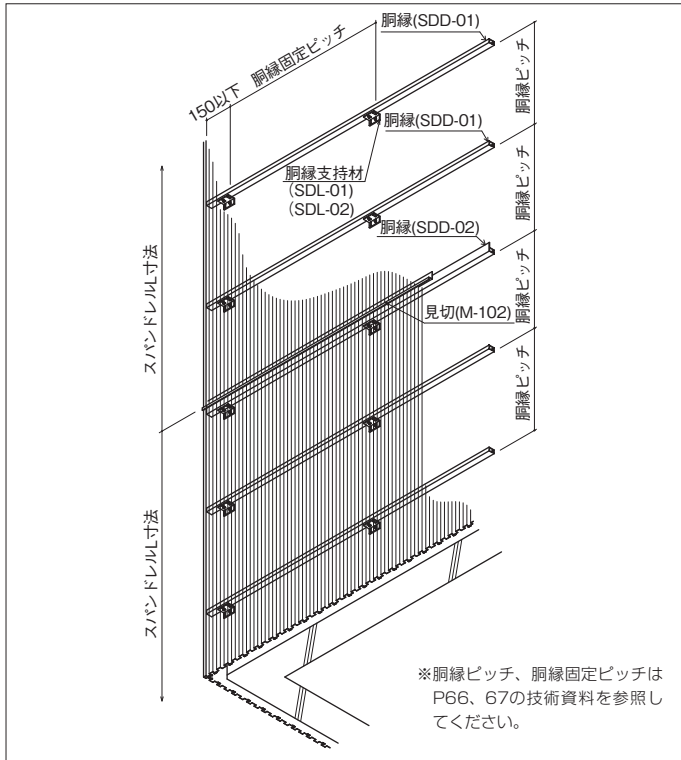 胴縁(SDD-01)
胴縁固定ピッチ
150以下
胴縁ピッチ
胴縁(SDD-01)
胴縁支持材
(SDL-01)
(SDL-02)
胴縁ピッチ
スパンドレルL寸法
胴縁(SDD-02)
胴縁ピッチ
見切(M-102)
胴縁ピッチ
スパンドレルL寸法
※胴縁ピッチ、胴縁固定ピッチは
P66、67の技術資料を参照し
てください。